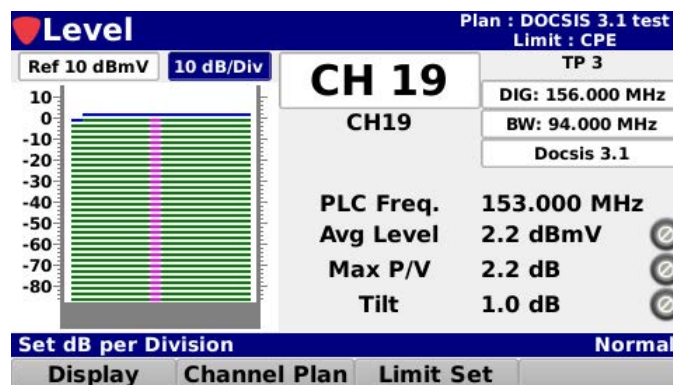 Level
Plan : DOCSIS 3.1 test
Limit : CPE
Ref 10 dBmV
10 dB/Div
CH 19
TP 3
DIG: 156.000 MHz
CH19
BW: 94.000 MHz
Docsis 3.1
10
0
-10
-20
-30
-40
-50
-60
-70
-80
PLC Freq. 153.000 MHz
Avg Level 2.2 dBmV
Max P/V 2.2 dB
Tilt 1.0 dB
Set dB per Division Normal
Display Channel Plan Limit Set